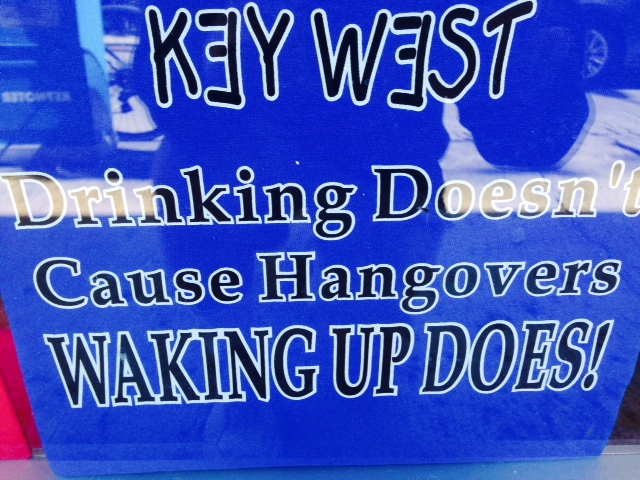 KEY WEST
Drinking Doesn't
Cause Hangovers
WAKING UP DOES!